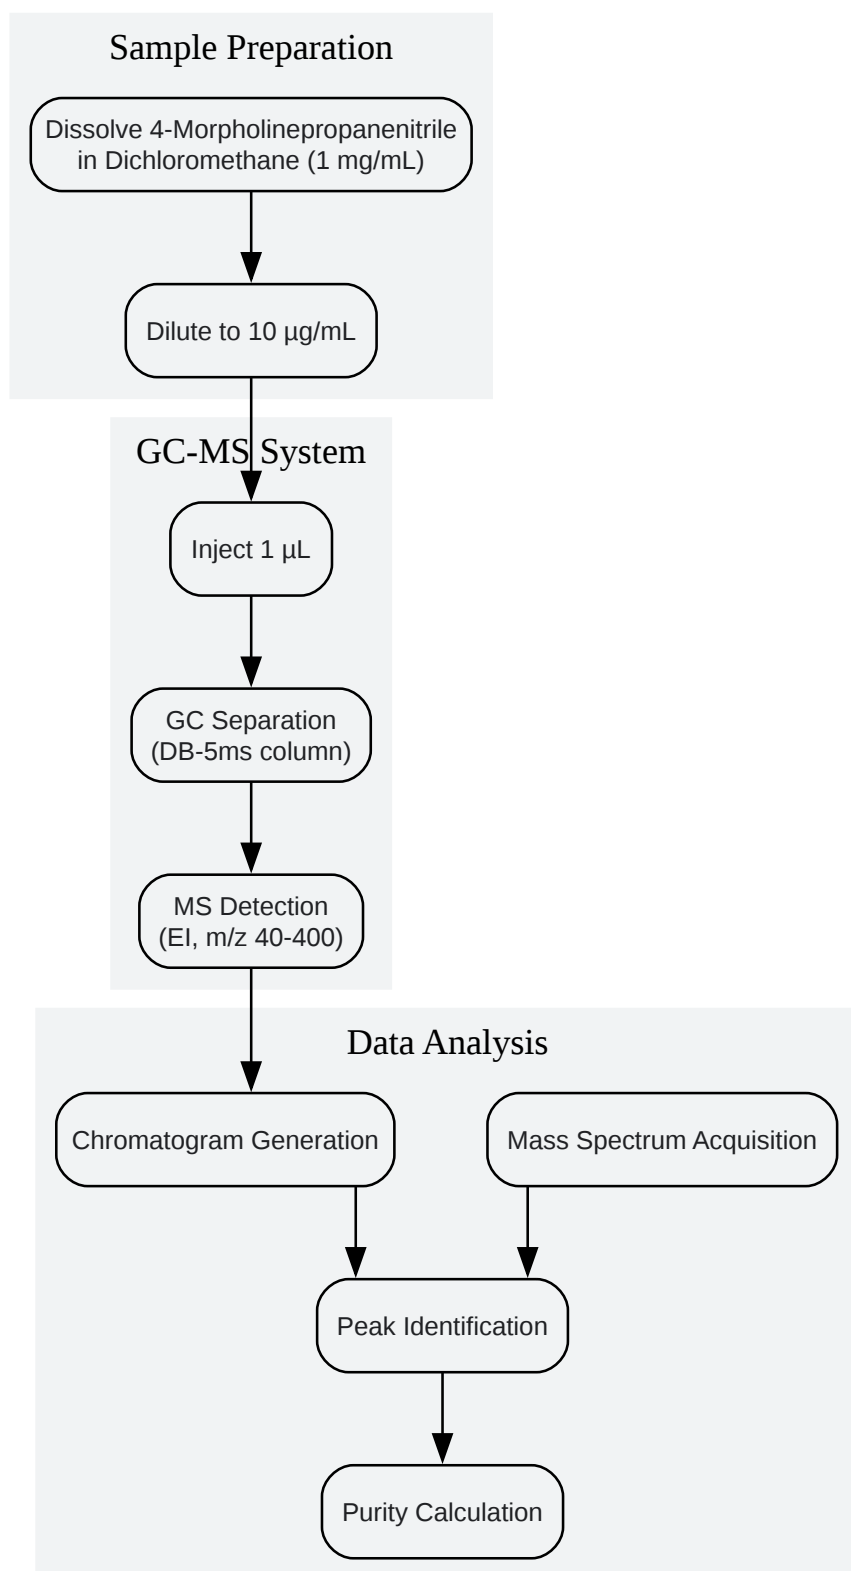 Sample Preparation
Dissolve 4-Morpholinepropanenitrile
in Dichloromethane (1 mg/mL)
Dilute to 10 µg/mL
GC-MS System
Inject 1 µL
GC Separation
(DB-5ms column)
MS Detection
(EI, m/z 40-400)
Data Analysis
Chromatogram Generation
Mass Spectrum Acquisition
Peak Identification
Purity Calculation